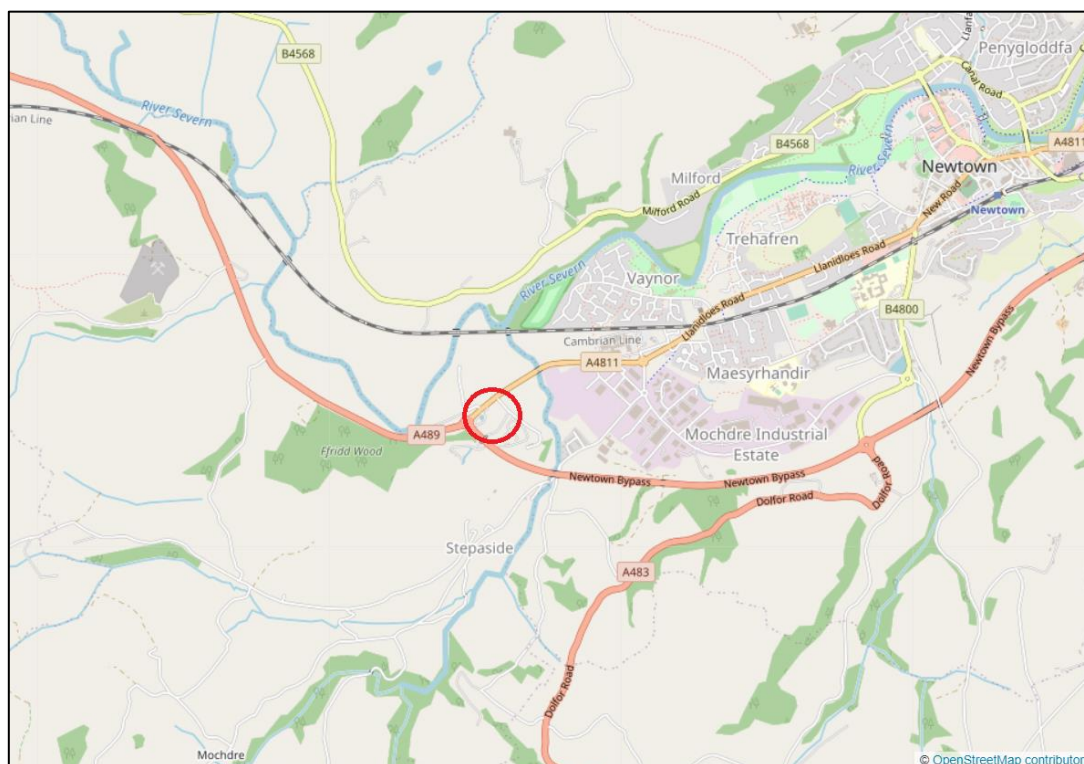 B4568
Llanfa
Penygloddfa
Canal Road
River Severn
rian Line
B4568
River Severn
A4811
Newtown
Milford
Milford Road
New Road
Newtown
Trehafren
Llanidloes Road
River Severn
Vaynor
B4800
Llanidloes Road
Newtown Bypass
Cambrian Line
A4811
Maesyrhandir
A489
Ffridd Wood
Mochdre Industrial
Estate
Newtown Bypass
Newtown Bypass
Dolfor Road
Dolfor Road
Stepaside
A483
Dolfor Road
Mochdre
© OpenStreetMap contributor